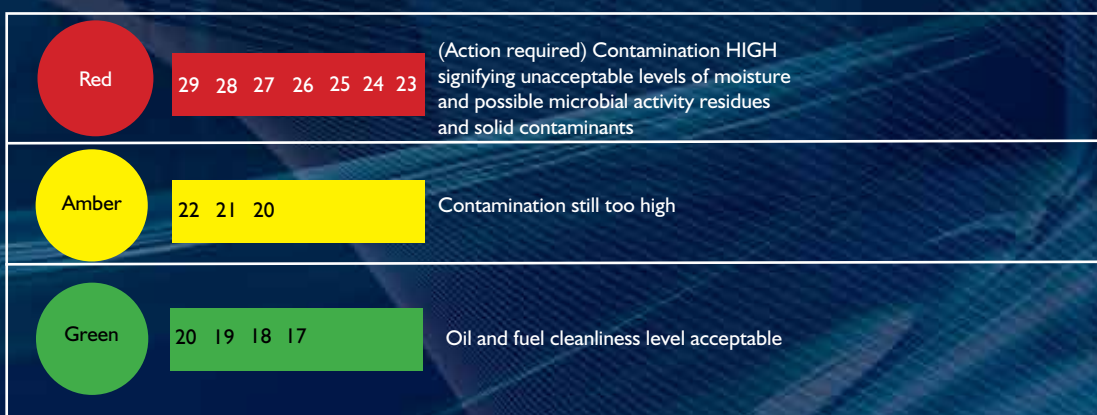 Red
29 28 27 26 25 24 23
(Action required) Contamination HIGH
signifying unacceptable levels of moisture
and possible microbial activity residues
and solid contaminants
Amber
22 21 20
Contamination still too high
Green
20 19 18 17
Oil and fuel cleanliness level acceptable